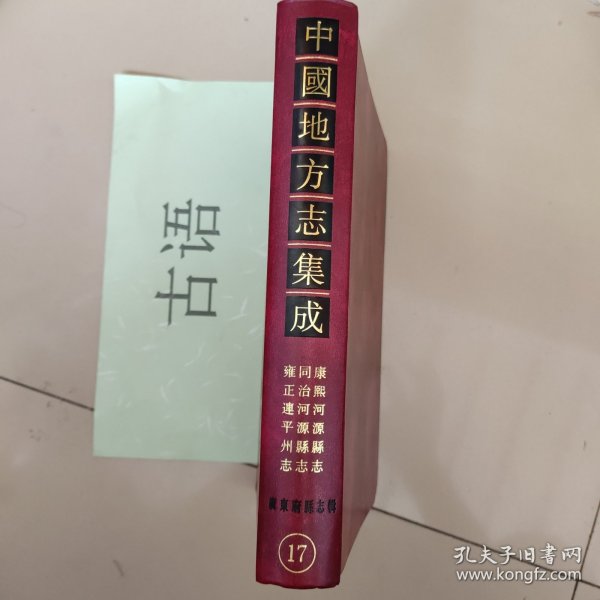 中國地方志集成
康熙河源縣志
同治河源縣志
雍正連平州志
廣東府縣志輯
17
古语
孔夫子旧书网
www.kongfz.com